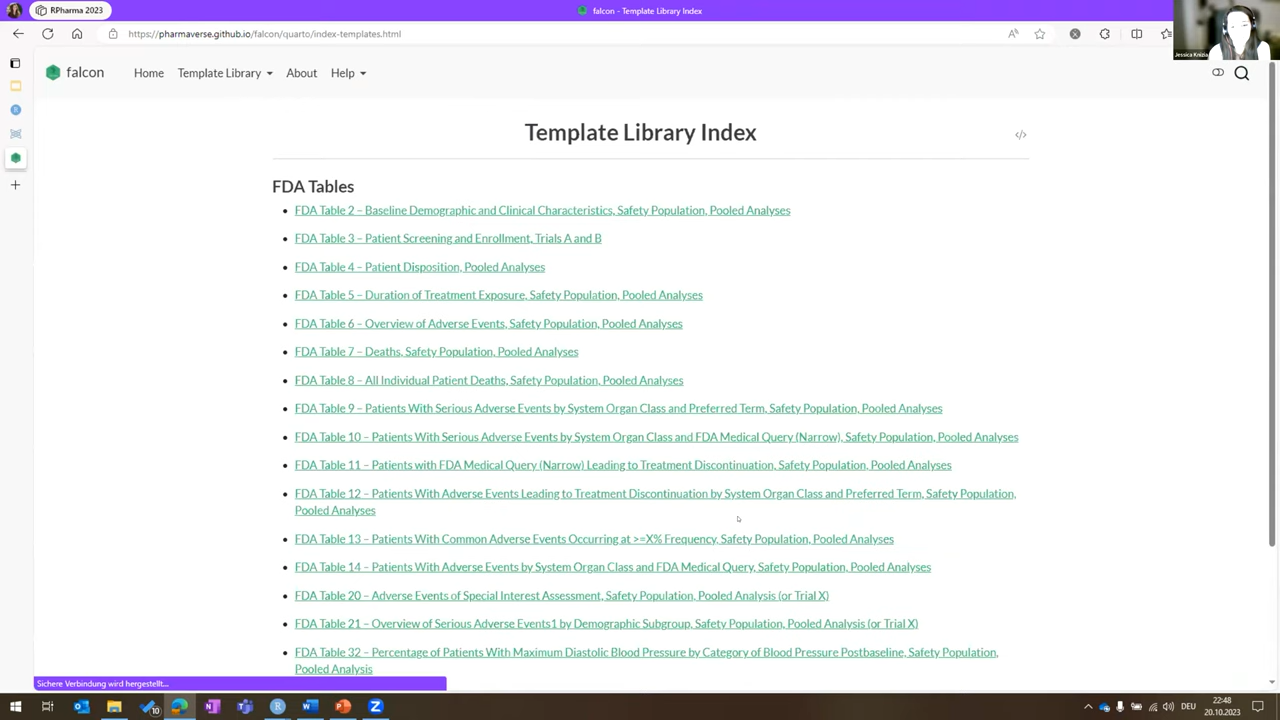 RPharma 2023
falcon - Template Library Index
https://pharmaverse.github.io/falcon/quarto/index-templates.html
Jessica Knizia
falcon
Home
Template Library
About
Help
Template Library Index
</>
FDA Tables
FDA Table 2 – Baseline Demographic and Clinical Characteristics, Safety Population, Pooled Analyses
FDA Table 3 – Patient Screening and Enrollment, Trials A and B
FDA Table 4 – Patient Disposition, Pooled Analyses
FDA Table 5 – Duration of Treatment Exposure, Safety Population, Pooled Analyses
FDA Table 6 – Overview of Adverse Events, Safety Population, Pooled Analyses
FDA Table 7 – Deaths, Safety Population, Pooled Analyses
FDA Table 8 – All Individual Patient Deaths, Safety Population, Pooled Analyses
FDA Table 9 – Patients With Serious Adverse Events by System Organ Class and Preferred Term, Safety Population, Pooled Analyses
FDA Table 10 – Patients With Serious Adverse Events by System Organ Class and FDA Medical Query (Narrow), Safety Population, Pooled Analyses
FDA Table 11 – Patients with FDA Medical Query (Narrow) Leading to Treatment Discontinuation, Safety Population, Pooled Analyses
FDA Table 12 – Patients With Adverse Events Leading to Treatment Discontinuation by System Organ Class and Preferred Term, Safety Population,
Pooled Analyses
FDA Table 13 – Patients With Common Adverse Events Occurring at >=X% Frequency, Safety Population, Pooled Analyses
FDA Table 14 – Patients With Adverse Events by System Organ Class and FDA Medical Query, Safety Population, Pooled Analyses
FDA Table 20 – Adverse Events of Special Interest Assessment, Safety Population, Pooled Analysis (or Trial X)
FDA Table 21 – Overview of Serious Adverse Events1 by Demographic Subgroup, Safety Population, Pooled Analysis (or Trial X)
FDA Table 32 – Percentage of Patients With Maximum Diastolic Blood Pressure by Category of Blood Pressure Postbaseline, Safety Population,
Pooled Analysis
Sichere Verbindung wird hergestellt...
10
DEU
22:48
20.10.2023